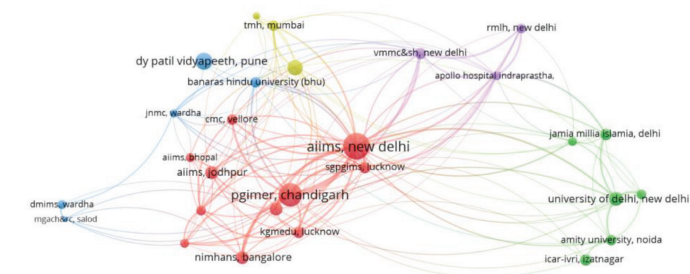 tmh, mumbai
rmlh, new delhi
vmmc&sh, new delhi
dy patil vidyapeeth, pune
apollo hospital indraprastha,
banaras hindu university (bhu)
jnmc, wardha
cmc, vellore
jamia millia islamia, delhi
aiims, new delhi
aiims, bhopal
sgpgims, lucknow
aiims, jodhpur
pgimer, chandigarh
university of delhi, new delhi
dmims, wardha
mgach&rc, salod
kgmedu, lucknow
amity university, noida
nimhans, bangalore
icar-ivri, izatnagar